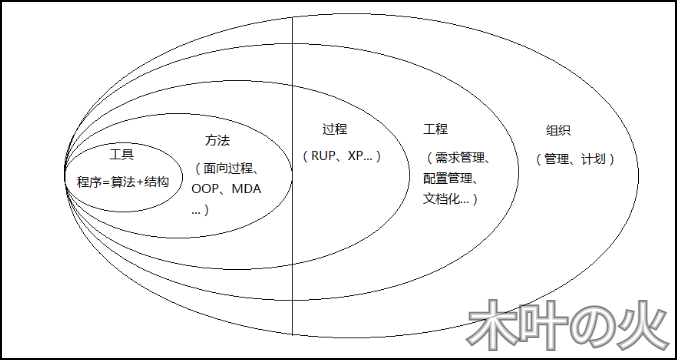 工具
程序=算法+结构
方法
（面向过程、
OOP、MDA
...）
过程
（RUP、XP...）
工程
（需求管理、
配置管理、
文档化...）
组织
（管理、计划）
木叶の火